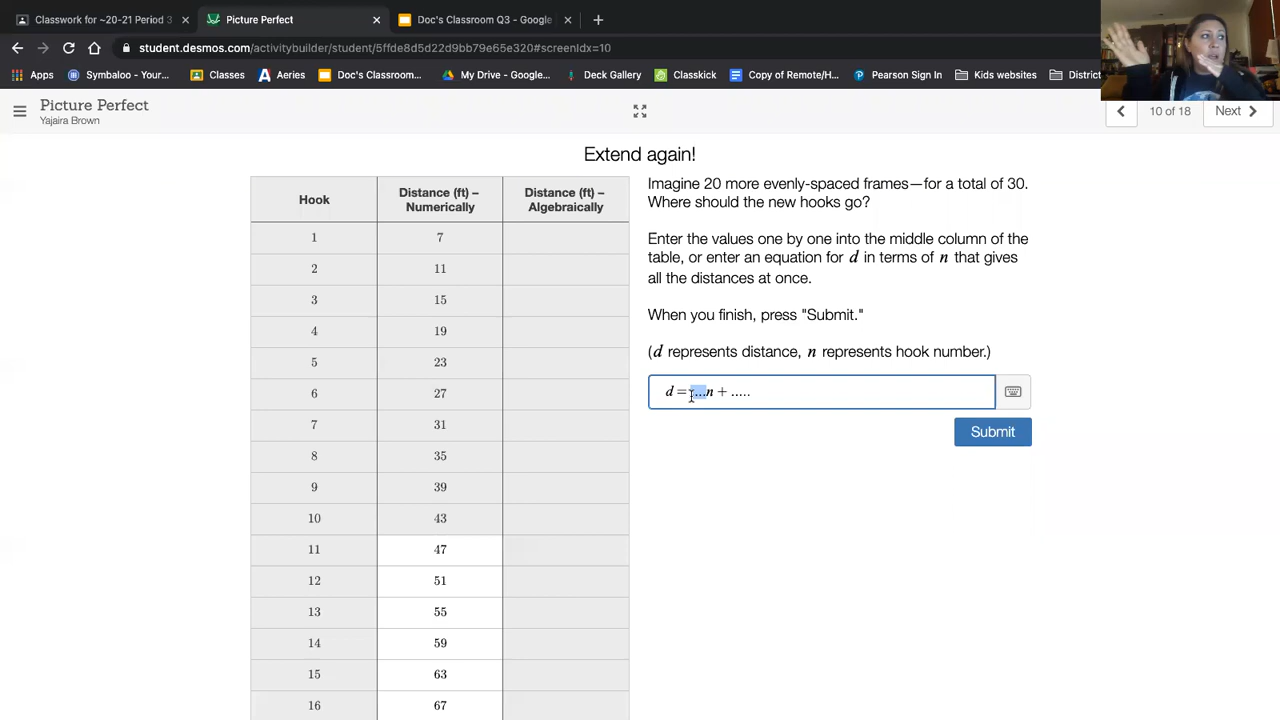 Classwork for ~20-21 Period 3
Picture Perfect
Doc's Classroom Q3 - Google
student.desmos.com/activitybuilder/student/5ffde8d5d22d9bb79e65e320#screenIdx=10
Apps
Symbaloo - Your...
Classes
Aeries
Doc's Classroom...
My Drive - Google...
Deck Gallery
Classkick
Copy of Remote/H...
Pearson Sign In
Kids websites
District
Picture Perfect
Yajaira Brown
10 of 18
Next
Extend again!
Hook Distance (ft) – Numerically Distance (ft) – Algebraically
1 7
2 11
3 15
4 19
5 23
6 27
7 31
8 35
9 39
10 43
11 47
12 51
13 55
14 59
15 63
16 67
Imagine 20 more evenly-spaced frames—for a total of 30.
Where should the new hooks go?
Enter the values one by one into the middle column of the
table, or enter an equation for d in terms of n that gives
all the distances at once.
When you finish, press "Submit."
(d represents distance, n represents hook number.)
d = ....n + .....
Submit